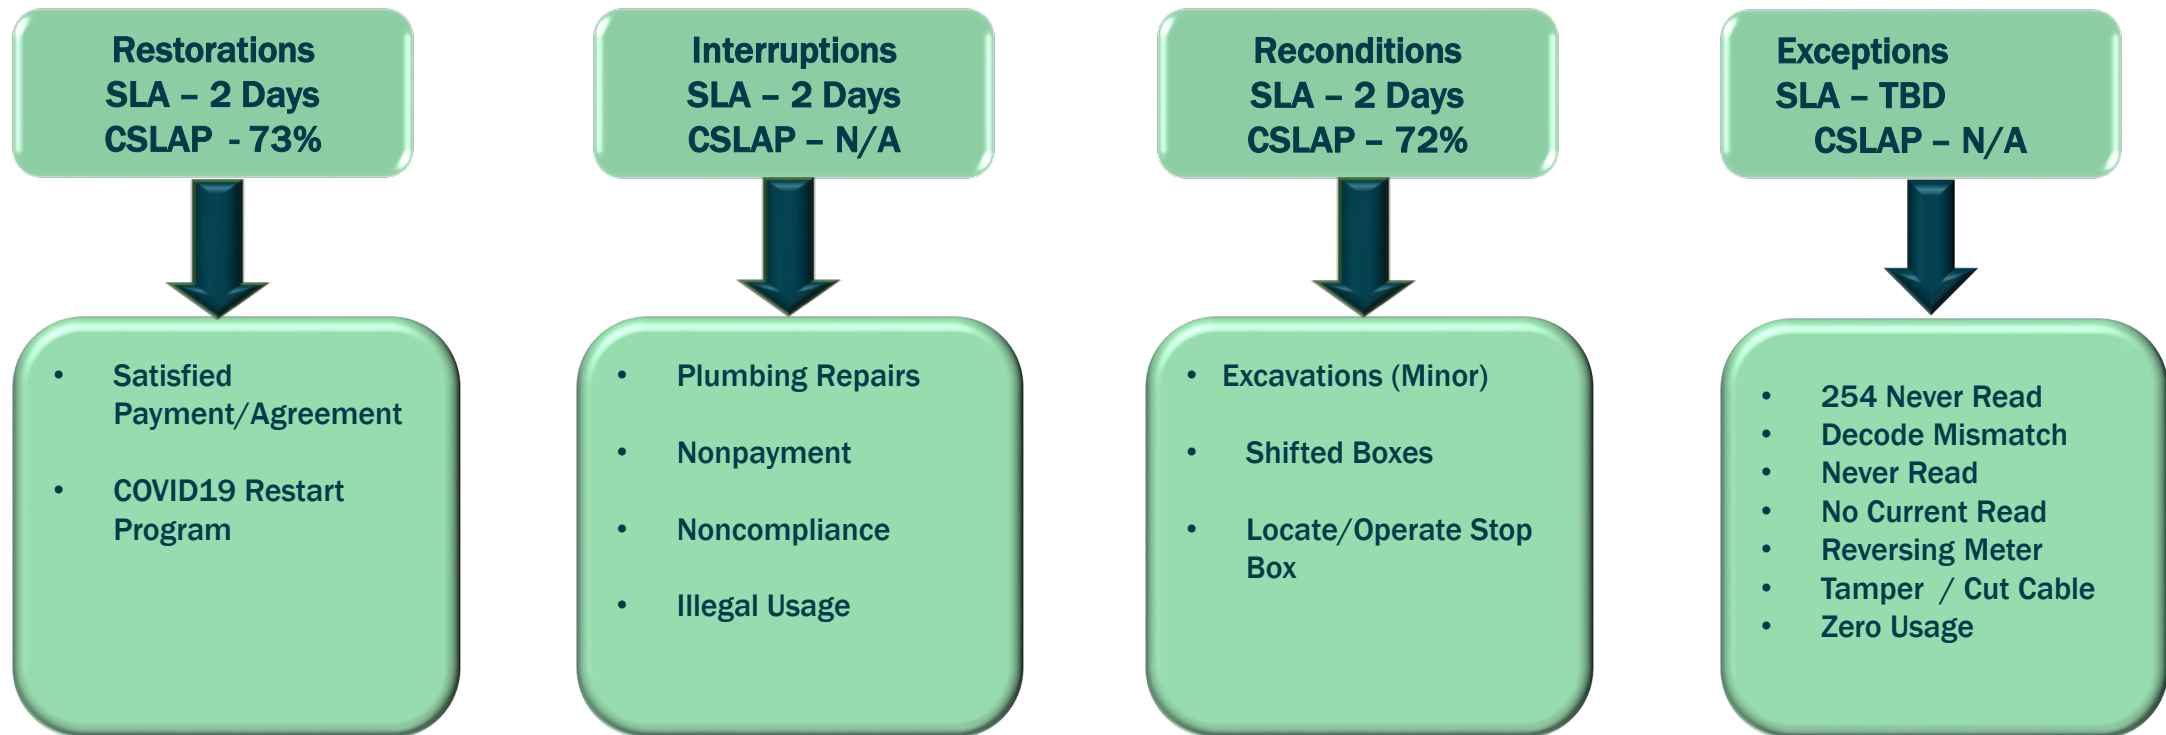 Restorations
SLA – 2 Days
CSLAP - 73%
Interruptions
SLA – 2 Days
CSLAP – N/A
Reconditions
SLA – 2 Days
CSLAP – 72%
Exceptions
SLA – TBD
CSLAP – N/A
• Satisfied
Payment/Agreement
• COVID19 Restart
Program
• Plumbing Repairs
• Nonpayment
• Noncompliance
• Illegal Usage
• Excavations (Minor)
• Shifted Boxes
• Locate/Operate Stop
Box
• 254 Never Read
• Decode Mismatch
• Never Read
• No Current Read
• Reversing Meter
• Tamper / Cut Cable
• Zero Usage